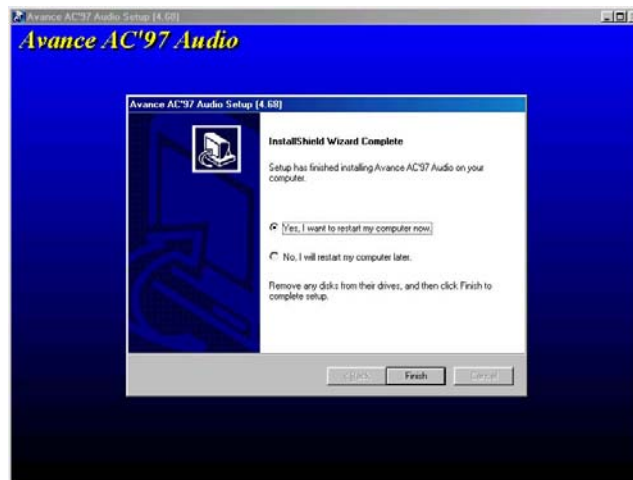 Avance AC'97 Audio Setup [4.68]
Avance AC'97 Audio
Avance AC'97 Audio Setup [4.68]
InstallShield Wizard Complete
Setup has finished installing Avance AC'97 Audio on your
computer.
Yes, I want to restart my computer now.
No, I will restart my computer later.
Remove any disks from their drives, and then click Finish to
complete setup.
< Back Finish Cancel